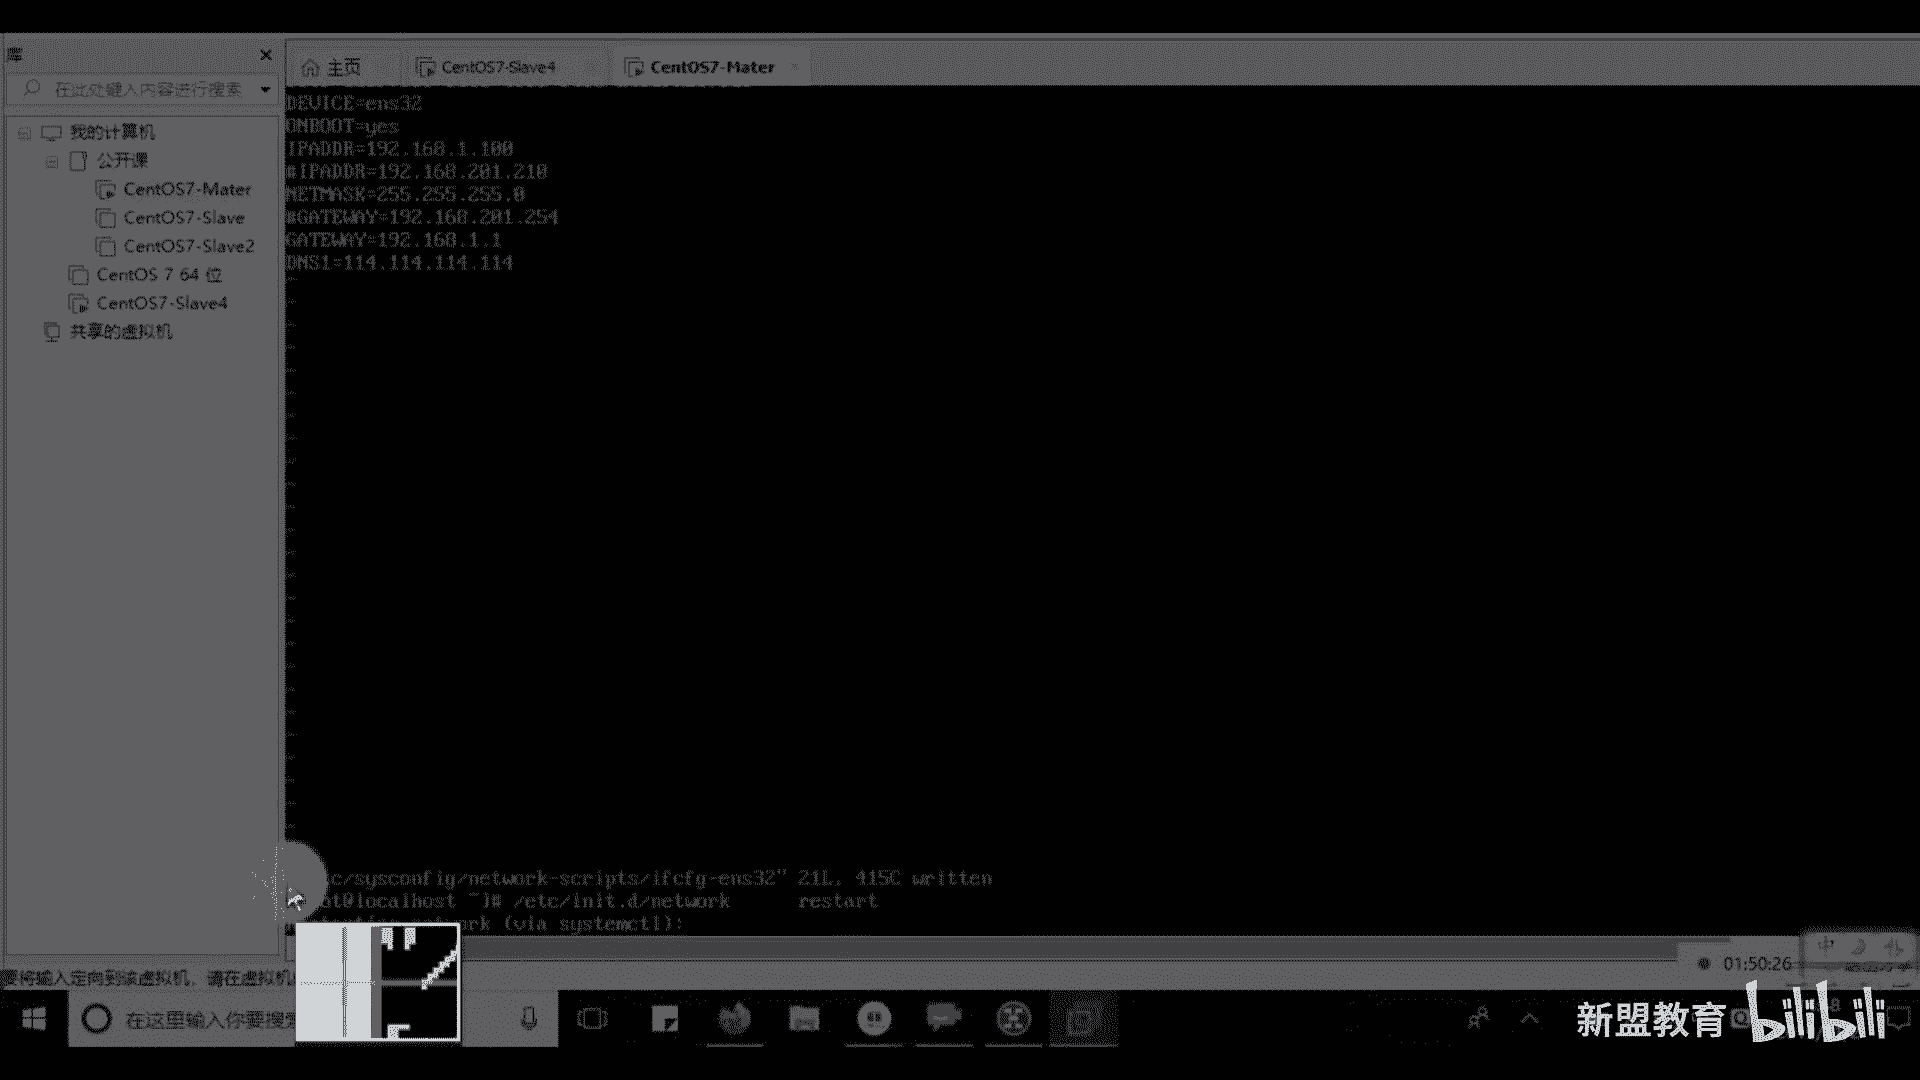 库
主页
CentOS7-Slave4
CentOS7-Mater
在此处键入内容进行搜索
我的计算机
公开课
CentOS7-Mater
CentOS7-Slave
CentOS7-Slave2
CentOS 7 64 位
CentOS7-Slave4
共享的虚拟机
DEVICE=ens32
ONBOOT=yes
IPADDR=192.168.1.100
#IPADDR=192.168.201.210
NETMASK=255.255.255.0
#GATEWAY=192.168.201.254
GATEWAY=192.168.1.1
DNS1=114.114.114.114
c/sysconfig/network-scripts/ifcfg-ens32" 21L, 415C written
ot@localhost ~]# /etc/init.d/network restart
(via systemctl):
要将输入定向到该虚拟机，请在虚拟机
01:50:26
中
在这里输入你要搜索
新盟教育
bilibili